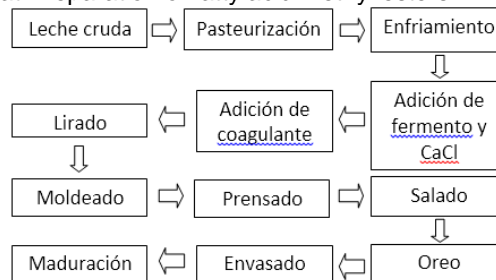 Leche cruda
Pasteurización
Enfriamiento
Adición de
fermento y
CaCl
Adición de
coagulante
Lirado
Moldeado
Prensado
Salado
Oreo
Envasado
Maduración